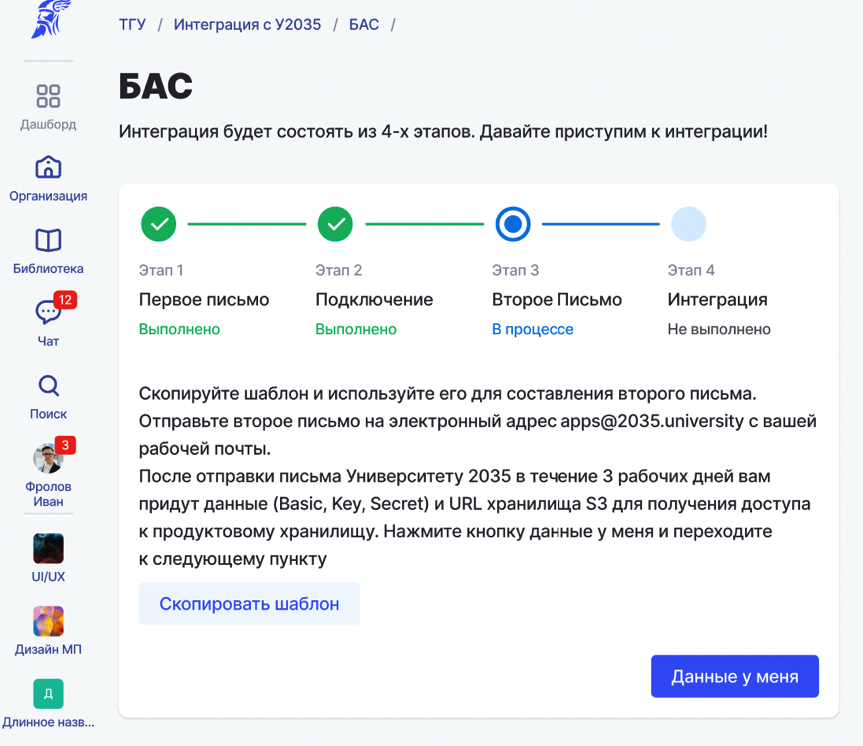 ТГУ / Интеграция с У2035 / БАС /
БАС
Интеграция будет состоять из 4-х этапов. Давайте приступим к интеграции!
Дашборд
Организация
Библиотека
12
Чат
Поиск
3
Фролов
Иван
UI/UX
Дизайн МП
Д
Длинное назв...
Этап 1
Первое письмо
Выполнено
Этап 2
Подключение
Выполнено
Этап 3
Второе Письмо
В процессе
Этап 4
Интеграция
Не выполнено
Скопируйте шаблон и используйте его для составления второго письма.
Отправьте второе письмо на электронный адрес apps@2035.university с вашей
рабочей почты.
После отправки письма Университету 2035 в течение 3 рабочих дней вам
придут данные (Basic, Key, Secret) и URL хранилища S3 для получения доступа
к продуктовому хранилищу. Нажмите кнопку данные у меня и переходите
к следующему пункту
Скопировать шаблон
Данные у меня